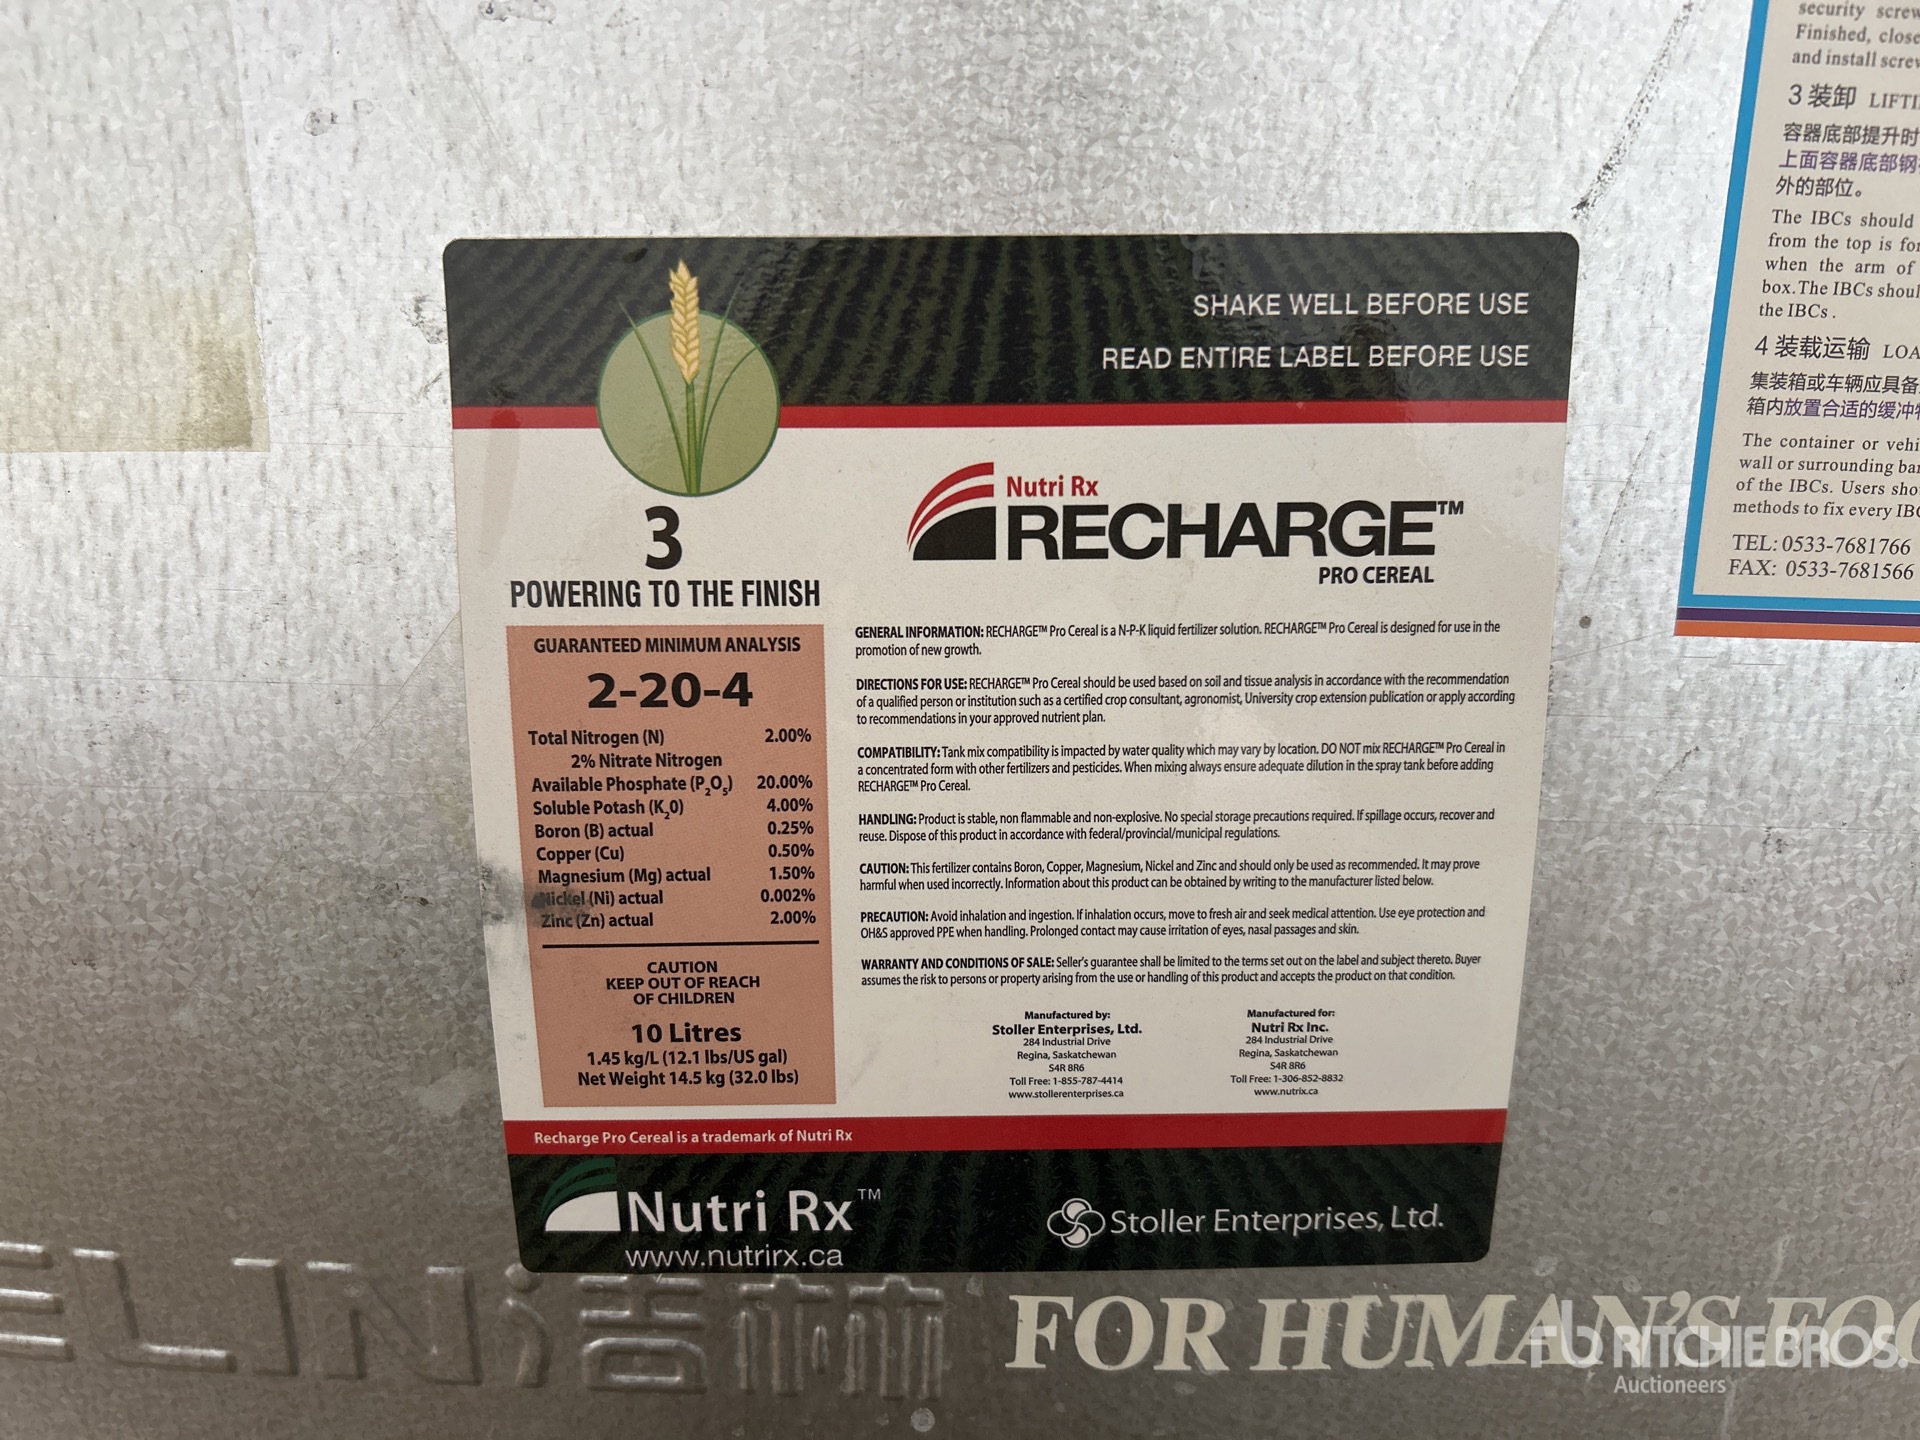 SHAKE WELL BEFORE USE
READ ENTIRE LABEL BEFORE USE
3
POWERING TO THE FINISH
GUARANTEED MINIMUM ANALYSIS
2-20-4
Total Nitrogen (N) 2.00%
2% Nitrate Nitrogen
Available Phosphate (P₂O₅) 20.00%
Soluble Potash (K₂0) 4.00%
Boron (B) actual 0.25%
Copper (Cu) 0.50%
Magnesium (Mg) actual 1.50%
Nickel (Ni) actual 0.002%
Zinc (Zn) actual 2.00%
CAUTION
KEEP OUT OF REACH
OF CHILDREN
10 Litres
1.45 kg/L (12.1 lbs/US gal)
Net Weight 14.5 kg (32.0 lbs)
Nutri Rx
RECHARGE™
PRO CEREAL
GENERAL INFORMATION: RECHARGE™ Pro Cereal is a N-P-K liquid fertilizer solution. RECHARGE™ Pro Cereal is designed for use in the
promotion of new growth.
DIRECTIONS FOR USE: RECHARGE™ Pro Cereal should be used based on soil and tissue analysis in accordance with the recommendation
of a qualified person or institution such as a certified crop consultant, agronomist, University crop extension publication or apply according
to recommendations in your approved nutrient plan.
COMPATIBILITY: Tank mix compatibility is impacted by water quality which may vary by location. DO NOT mix RECHARGE™ Pro Cereal in
a concentrated form with other fertilizers and pesticides. When mixing always ensure adequate dilution in the spray tank before adding
RECHARGE™ Pro Cereal.
HANDLING: Product is stable, non flammable and non-explosive. No special storage precautions required. If spillage occurs, recover and
reuse. Dispose of this product in accordance with federal/provincial/municipal regulations.
CAUTION: This fertilizer contains Boron, Copper, Magnesium, Nickel and Zinc and should only be used as recommended. It may prove
harmful when used incorrectly. Information about this product can be obtained by writing to the manufacturer listed below.
PRECAUTION: Avoid inhalation and ingestion. If inhalation occurs, move to fresh air and seek medical attention. Use eye protection and
OH&S approved PPE when handling. Prolonged contact may cause irritation of eyes, nasal passages and skin.
WARRANTY AND CONDITIONS OF SALE: Seller's guarantee shall be limited to the terms set out on the label and subject thereto. Buyer
assumes the risk to persons or property arising from the use or handling of this product and accepts the product on that condition.
Manufactured by:
Stoller Enterprises, Ltd.
284 Industrial Drive
Regina, Saskatchewan
S4R 8R6
Toll Free: 1-855-787-4414
www.stollerenterprises.ca
Manufactured for:
Nutri Rx Inc.
284 Industrial Drive
Regina, Saskatchewan
S4R 8R6
Toll Free: 1-306-852-8832
www.nutrix.ca
Recharge Pro Cereal is a trademark of Nutri Rx
Nutri Rx™
www.nutrirx.ca
Stoller Enterprises, Ltd.
security screw
Finished, close
and install screw
3 装卸 LIFTI
容器底部提升时
上面容器底部钢
外的部位。
The IBCs should
from the top is for
when the arm of
box.The IBCs shoul
the IBCs .
4 装载运输 LOA
集装箱或车辆应具备
箱内放置合适的缓冲
The container or vehi
wall or surrounding bar
of the IBCs. Users sho
methods to fix every IBC
TEL: 0533-7681766
FAX: 0533-7681566
ELIN 洁林
FOR HUMAN'S FOO
RITCHIE BROS.
Auctioneers